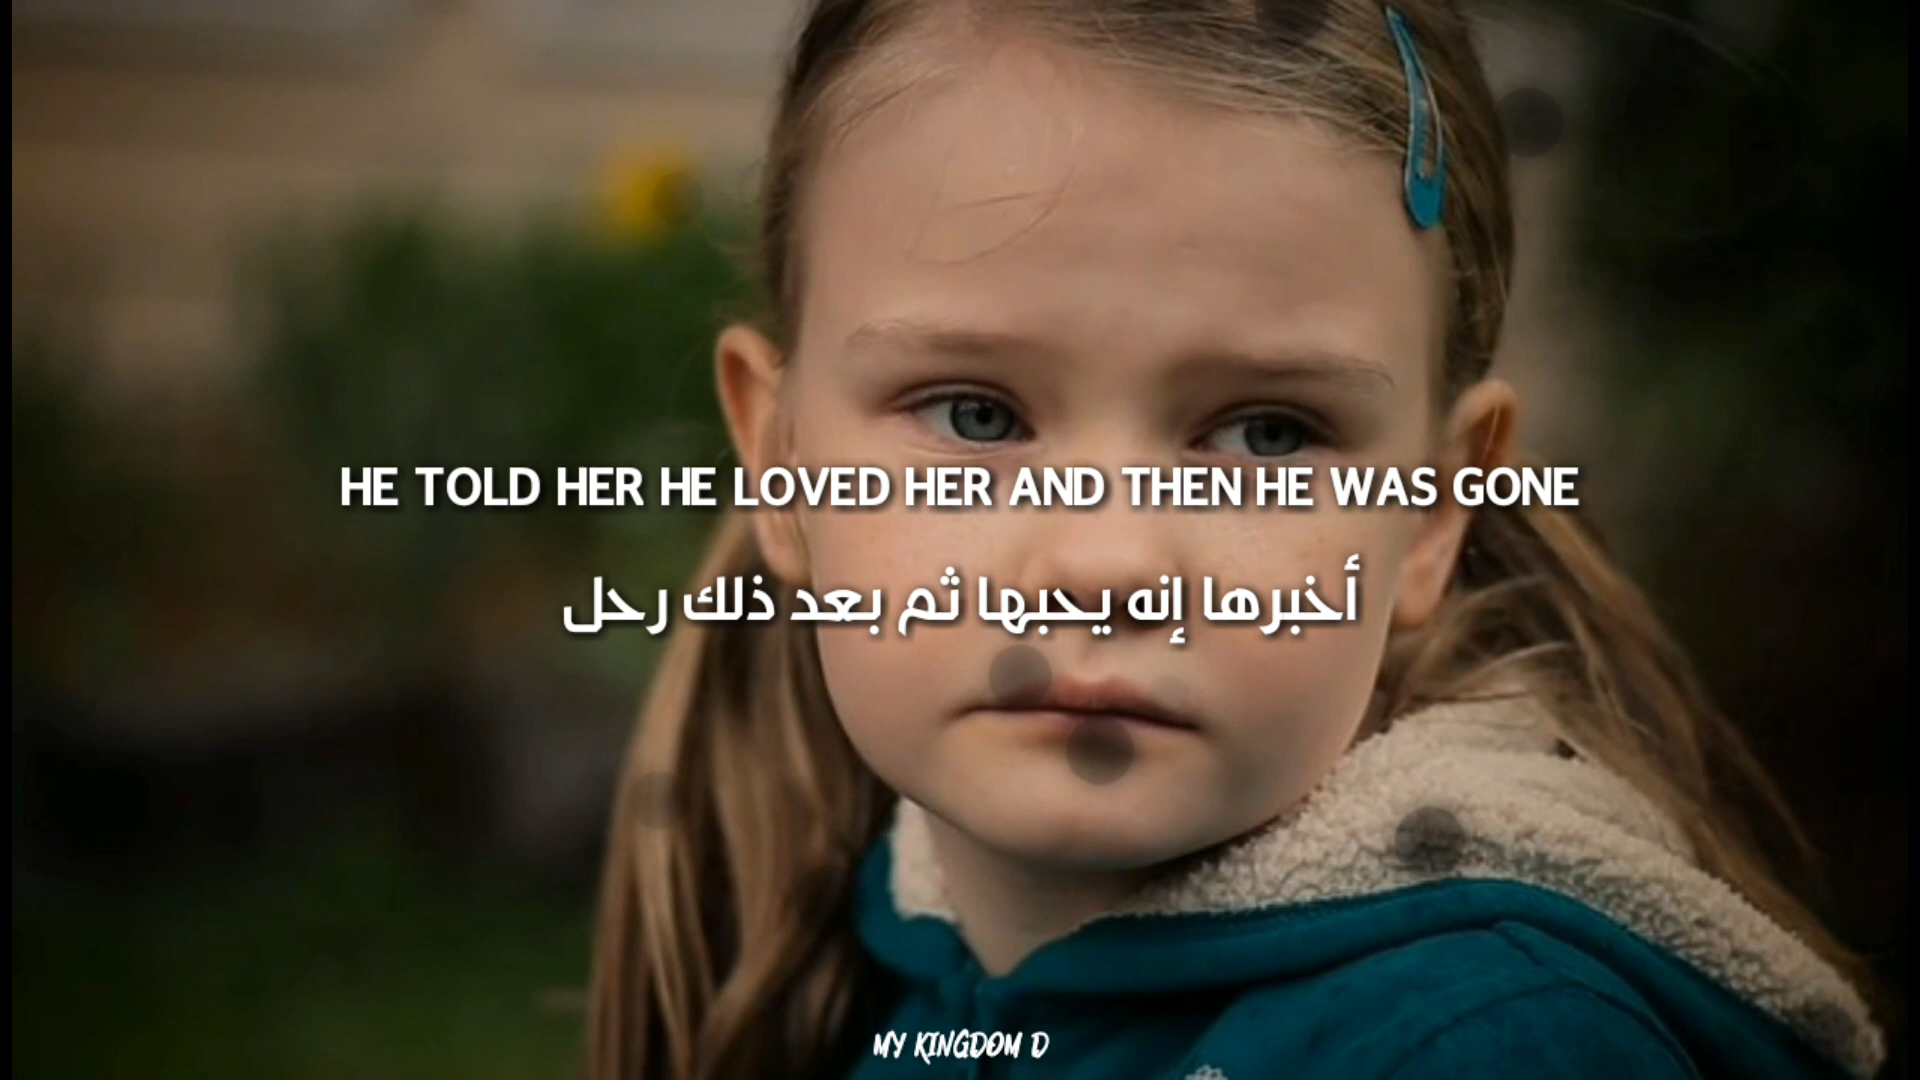 HE TOLD HER HE LOVED HER AND THEN HE WAS GONE
أخبرها إنه يحبها ثم بعد ذلك رحل
MY KINGDOM D